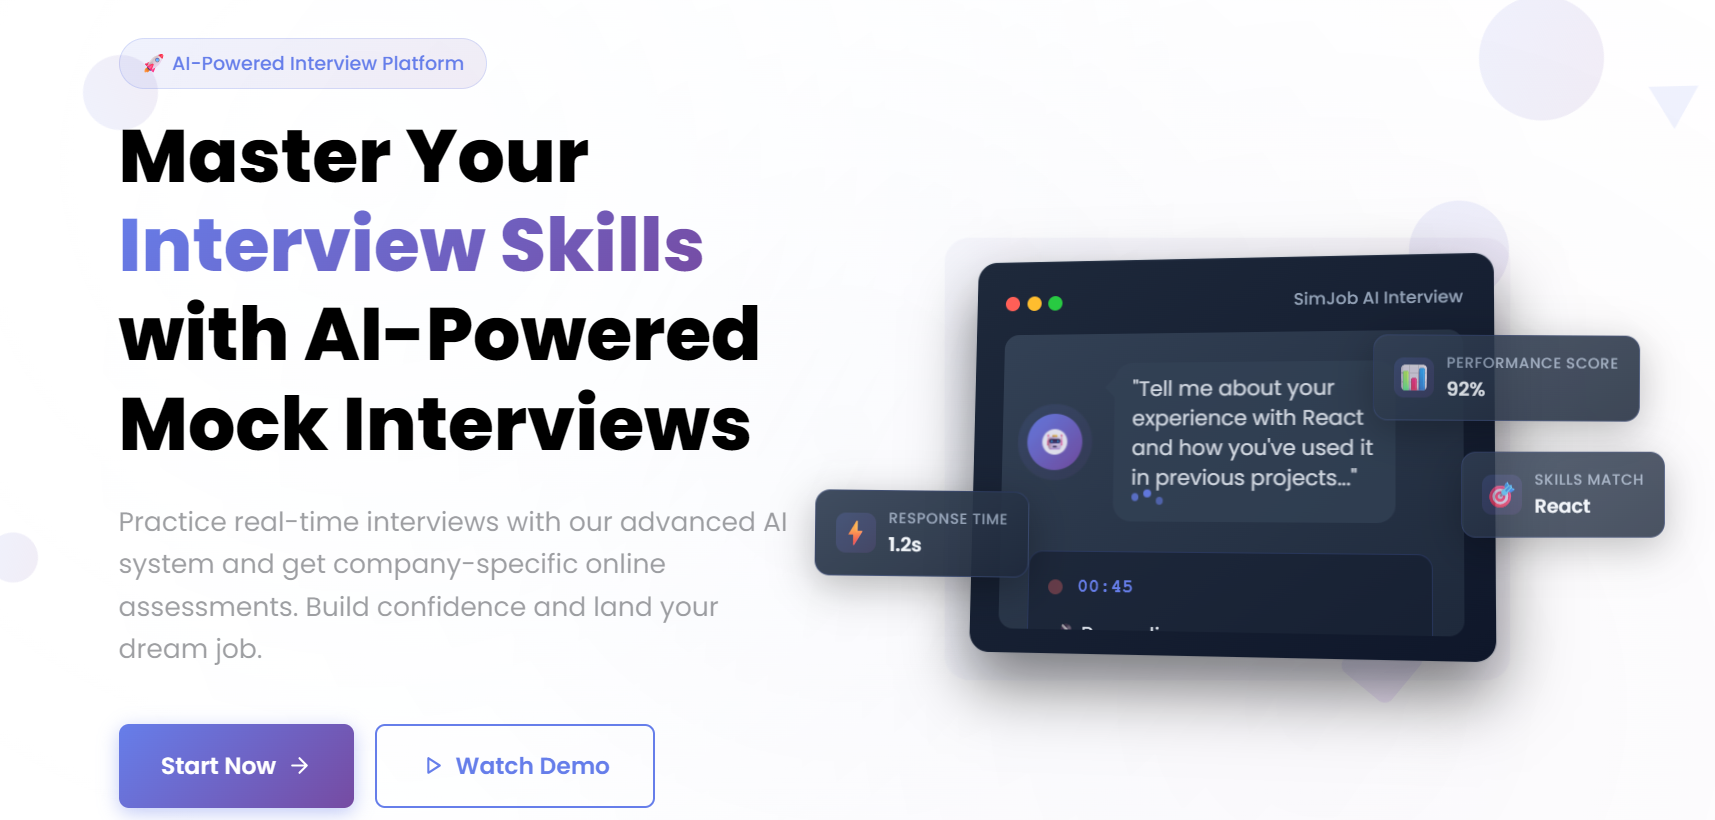 AI-Powered Interview Platform
Master Your
Interview Skills
with AI-Powered
Mock Interviews
Practice real-time interviews with our advanced AI
system and get company-specific online
assessments. Build confidence and land your
dream job.
Start Now
Watch Demo
SimJob AI Interview
"Tell me about your
experience with React
and how you've used it
in previous projects..."
PERFORMANCE SCORE
92%
SKILLS MATCH
React
RESPONSE TIME
1.2s
00:45